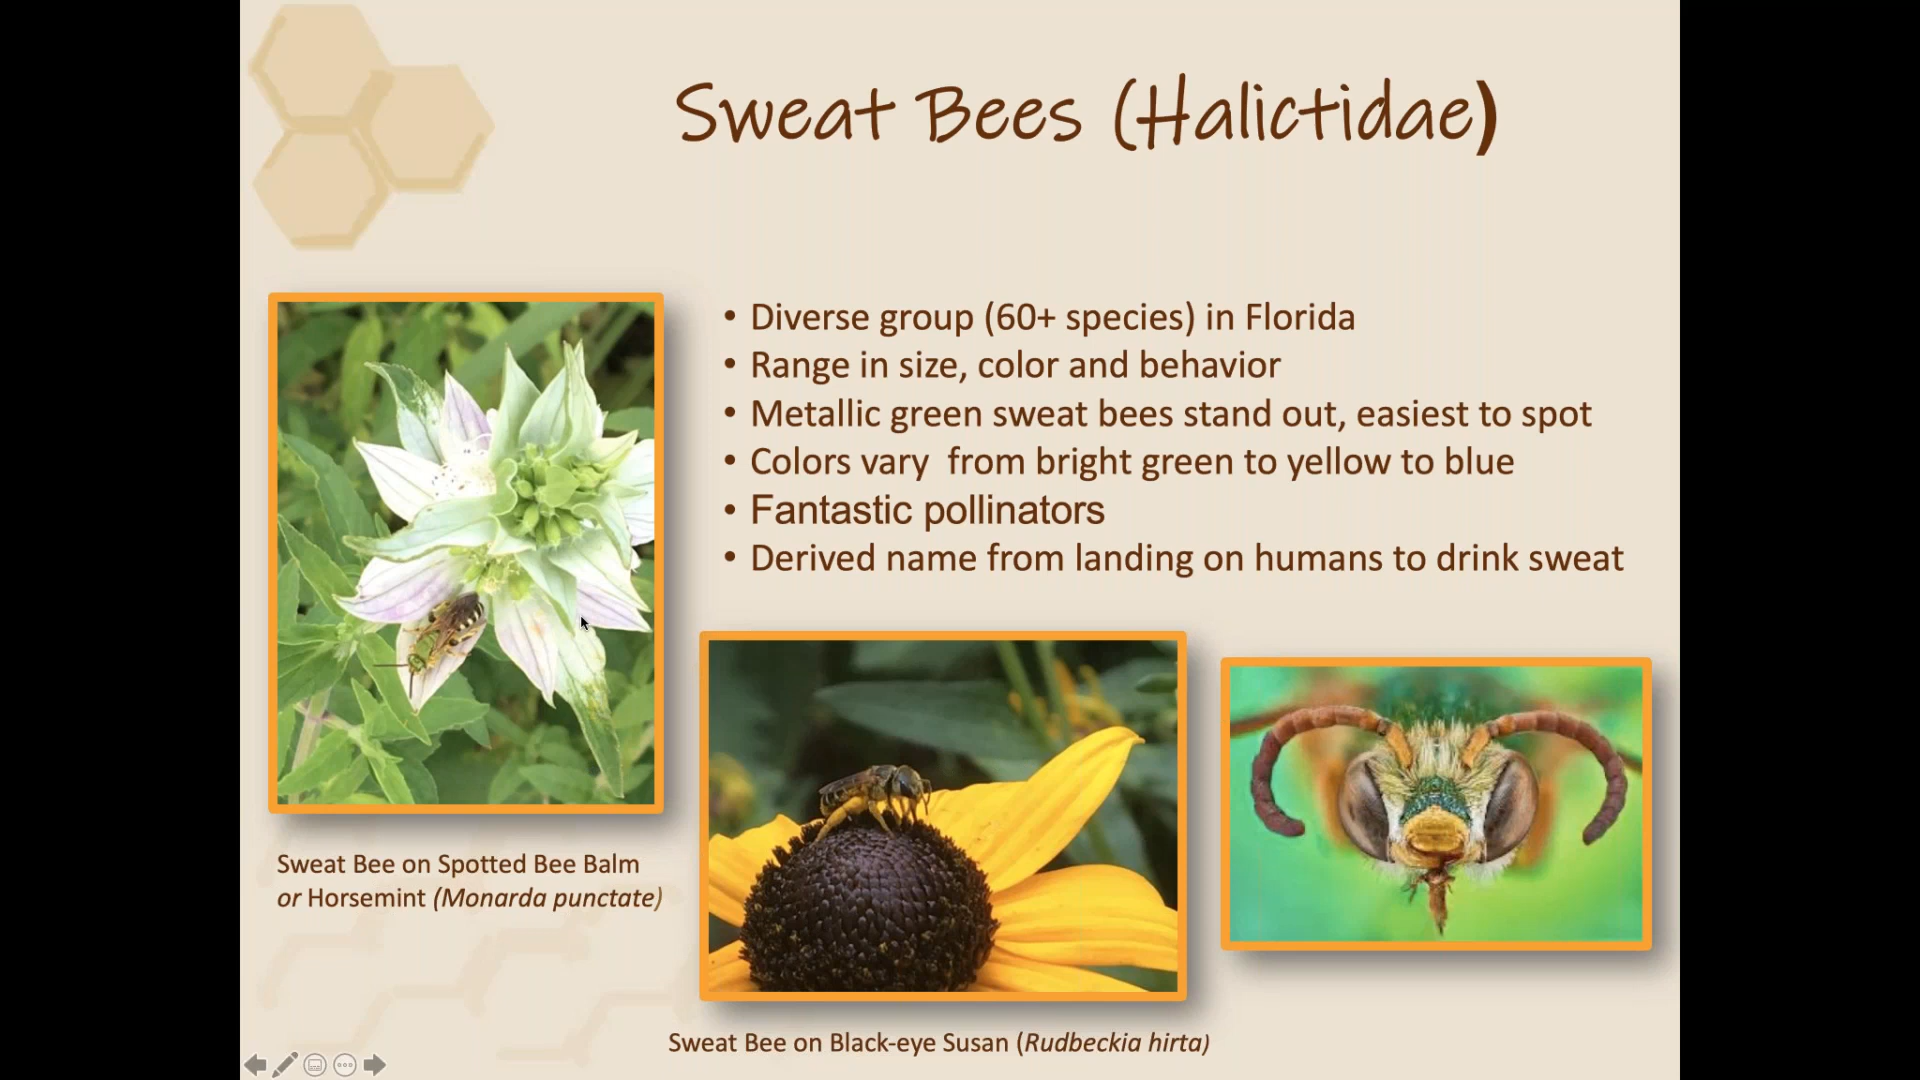 Sweat Bees (Halictidae)
• Diverse group (60+ species) in Florida
• Range in size, color and behavior
• Metallic green sweat bees stand out, easiest to spot
• Colors vary  from bright green to yellow to blue
• Fantastic pollinators
• Derived name from landing on humans to drink sweat
Sweat Bee on Spotted Bee Balm
or Horsemint (Monarda punctate)
Sweat Bee on Black-eye Susan (Rudbeckia hirta)